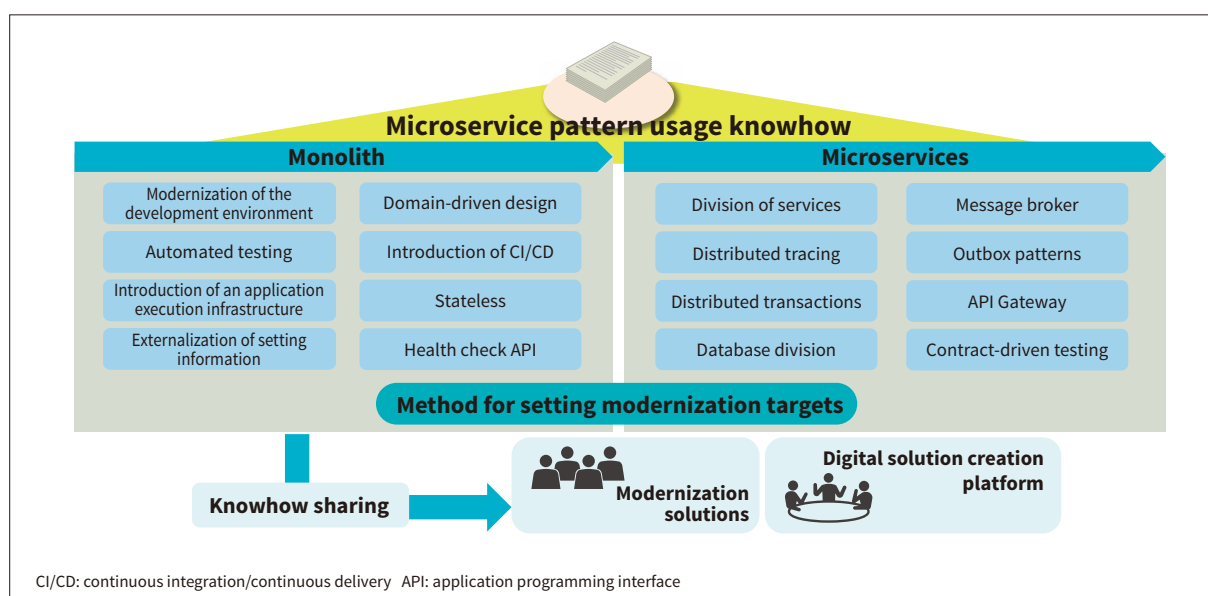 Microservice pattern usage knowhow
Monolith
Modernization of the
development environment
Domain-driven design
Automated testing
Introduction of CI/CD
Introduction of an application
execution infrastructure
Stateless
Externalization of setting
information
Health check API
Microservices
Division of services
Message broker
Distributed tracing
Outbox patterns
Distributed transactions
API Gateway
Database division
Contract-driven testing
Method for setting modernization targets
Knowhow sharing
Modernization
solutions
Digital solution creation
platform
CI/CD: continuous integration/continuous delivery API: application programming interface